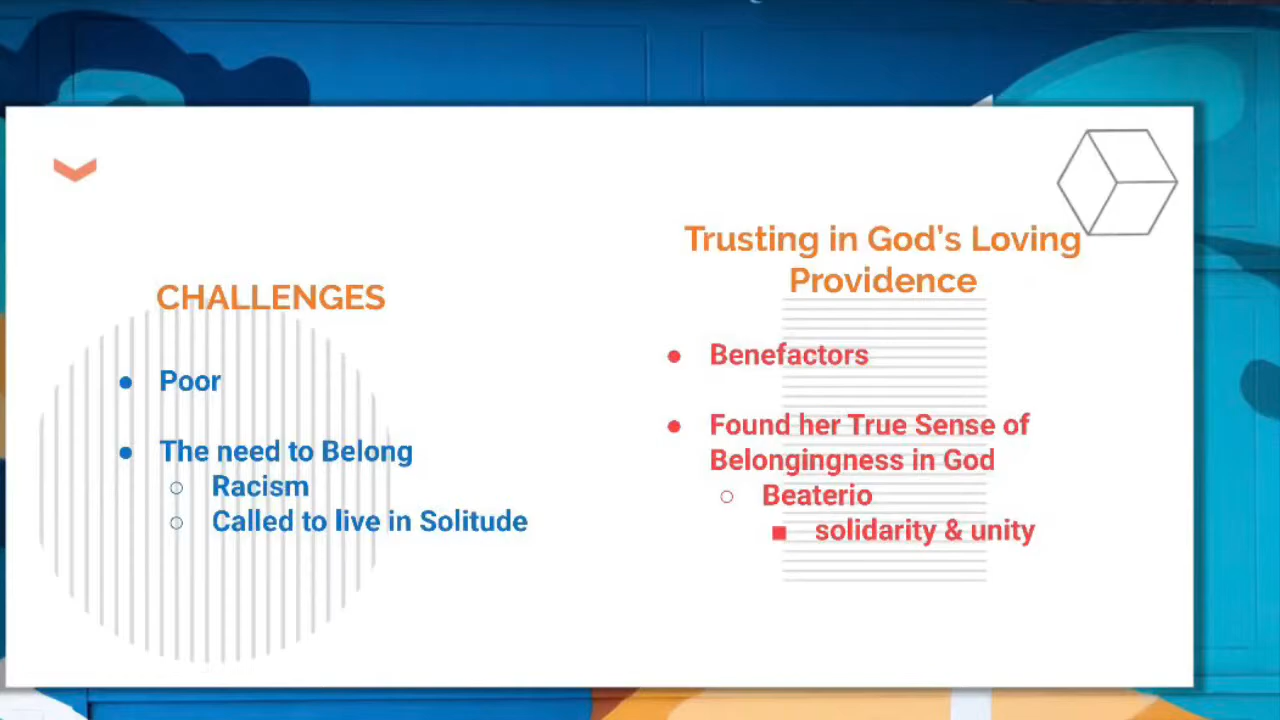 CHALLENGES
● Poor
● The need to Belong
○ Racism
○ Called to live in Solitude
Trusting in God's Loving
Providence
● Benefactors
● Found her True Sense of
Belongingness in God
○ Beaterio
■ solidarity & unity